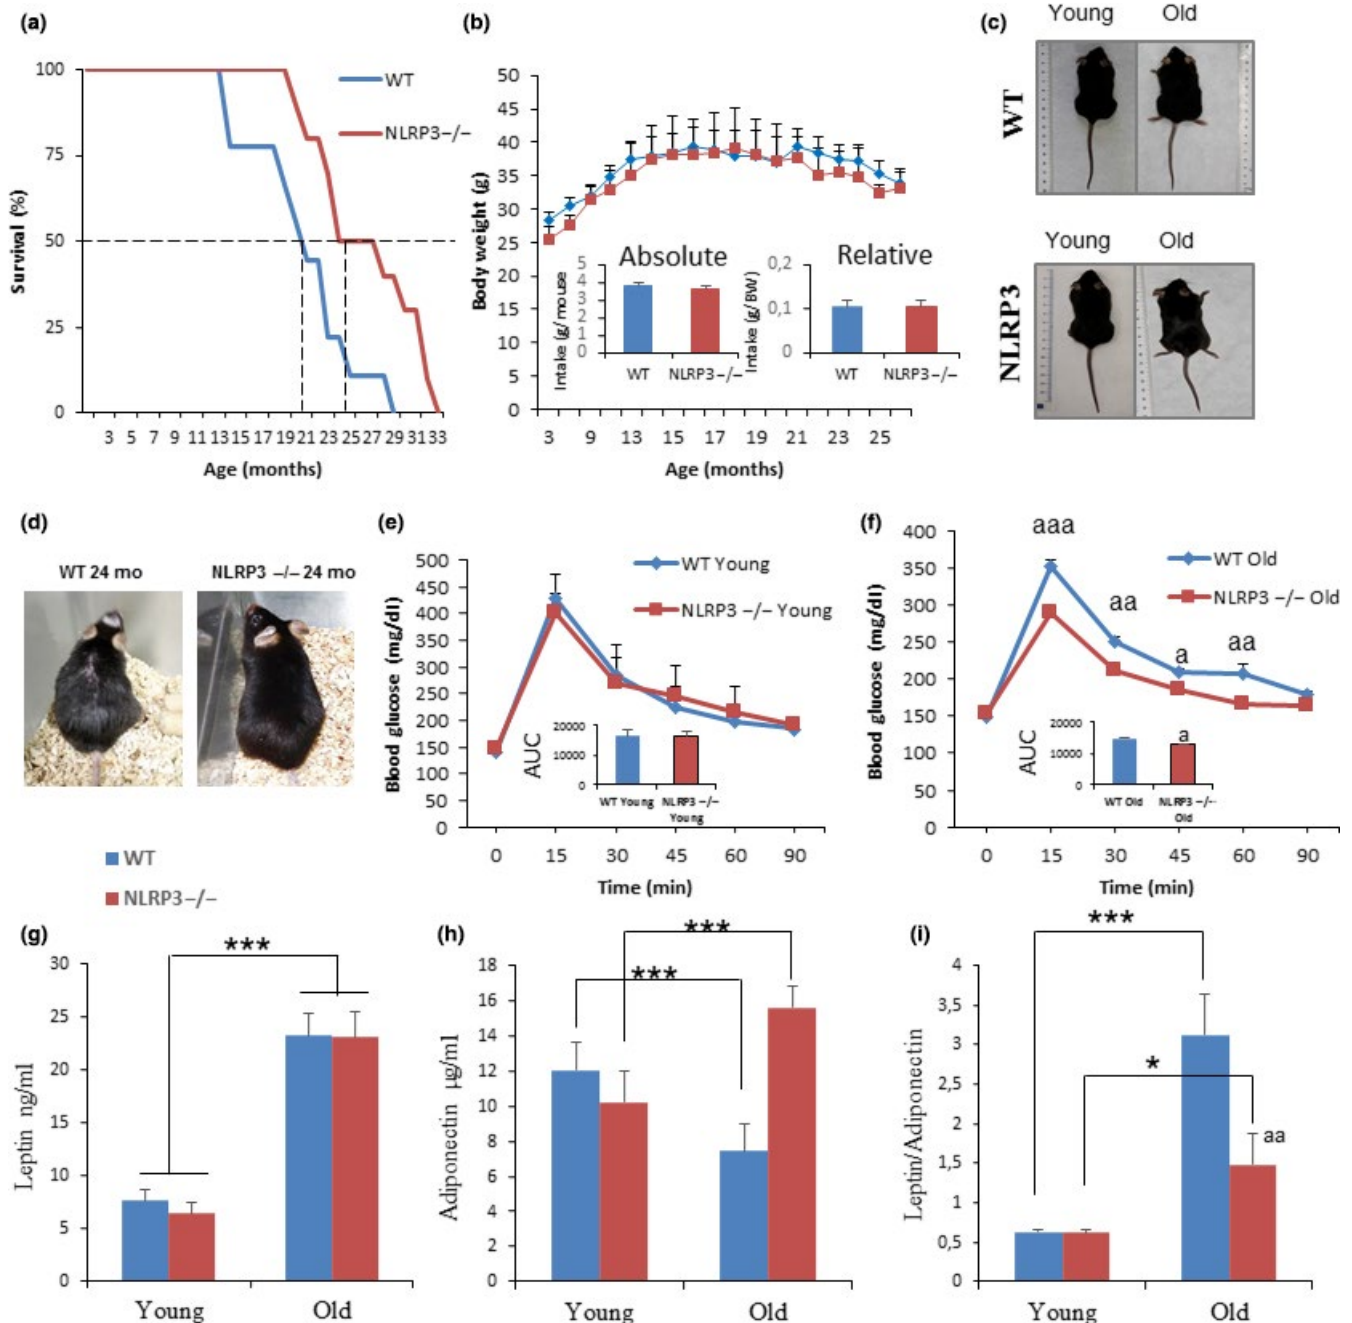 (a)
100
75
50
25
0
Survival (%)
WT
NLRP3−/−
3 5 7 9 11 13 15 17 19 21 23 25 27 29 31 33
Age (months)
(b)
50
45
40
35
30
25
20
15
10
5
0
Body weight (g)
Absolute
5
4
3
2
1
0
Intake (g/mouse
WT NLRP3−/−
Relative
0,2
0,1
0
Intake (g/BW)
WT NLRP3−/−
3 9 13 15 17 19 21 23 25
Age (months)
(c)
Young Old
WT
Young Old
NLRP3
(d)
WT 24 mo NLRP3 −/− 24 mo
(e)
500
450
400
350
300
250
200
150
100
50
0
Blood glucose (mg/dl)
WT Young
NLRP3 −/− Young
AUC
20000
10000
0
WT Young NLRP3 −/−
Young
0 15 30 45 60 90
Time (min)
(f)
400
350
300
250
200
150
100
50
0
Blood glucose (mg/dl)
aaa
aa
a
aa
WT Old
NLRP3 −/− Old
AUC
20000
10000
0
a
WT Old NLRP3 −/−
Old
0 15 30 45 60 90
Time (min)
WT
NLRP3−/−
(g)
***
30
25
20
15
10
5
0
Leptin ng/ml
Young Old
(h)
***
***
18
16
14
12
10
8
6
4
2
0
Adiponectin µg/ml
Young Old
(i)
***
*
aa
4
3,5
3
2,5
2
1,5
1
0,5
0
Leptin/Adiponectin
Young Old